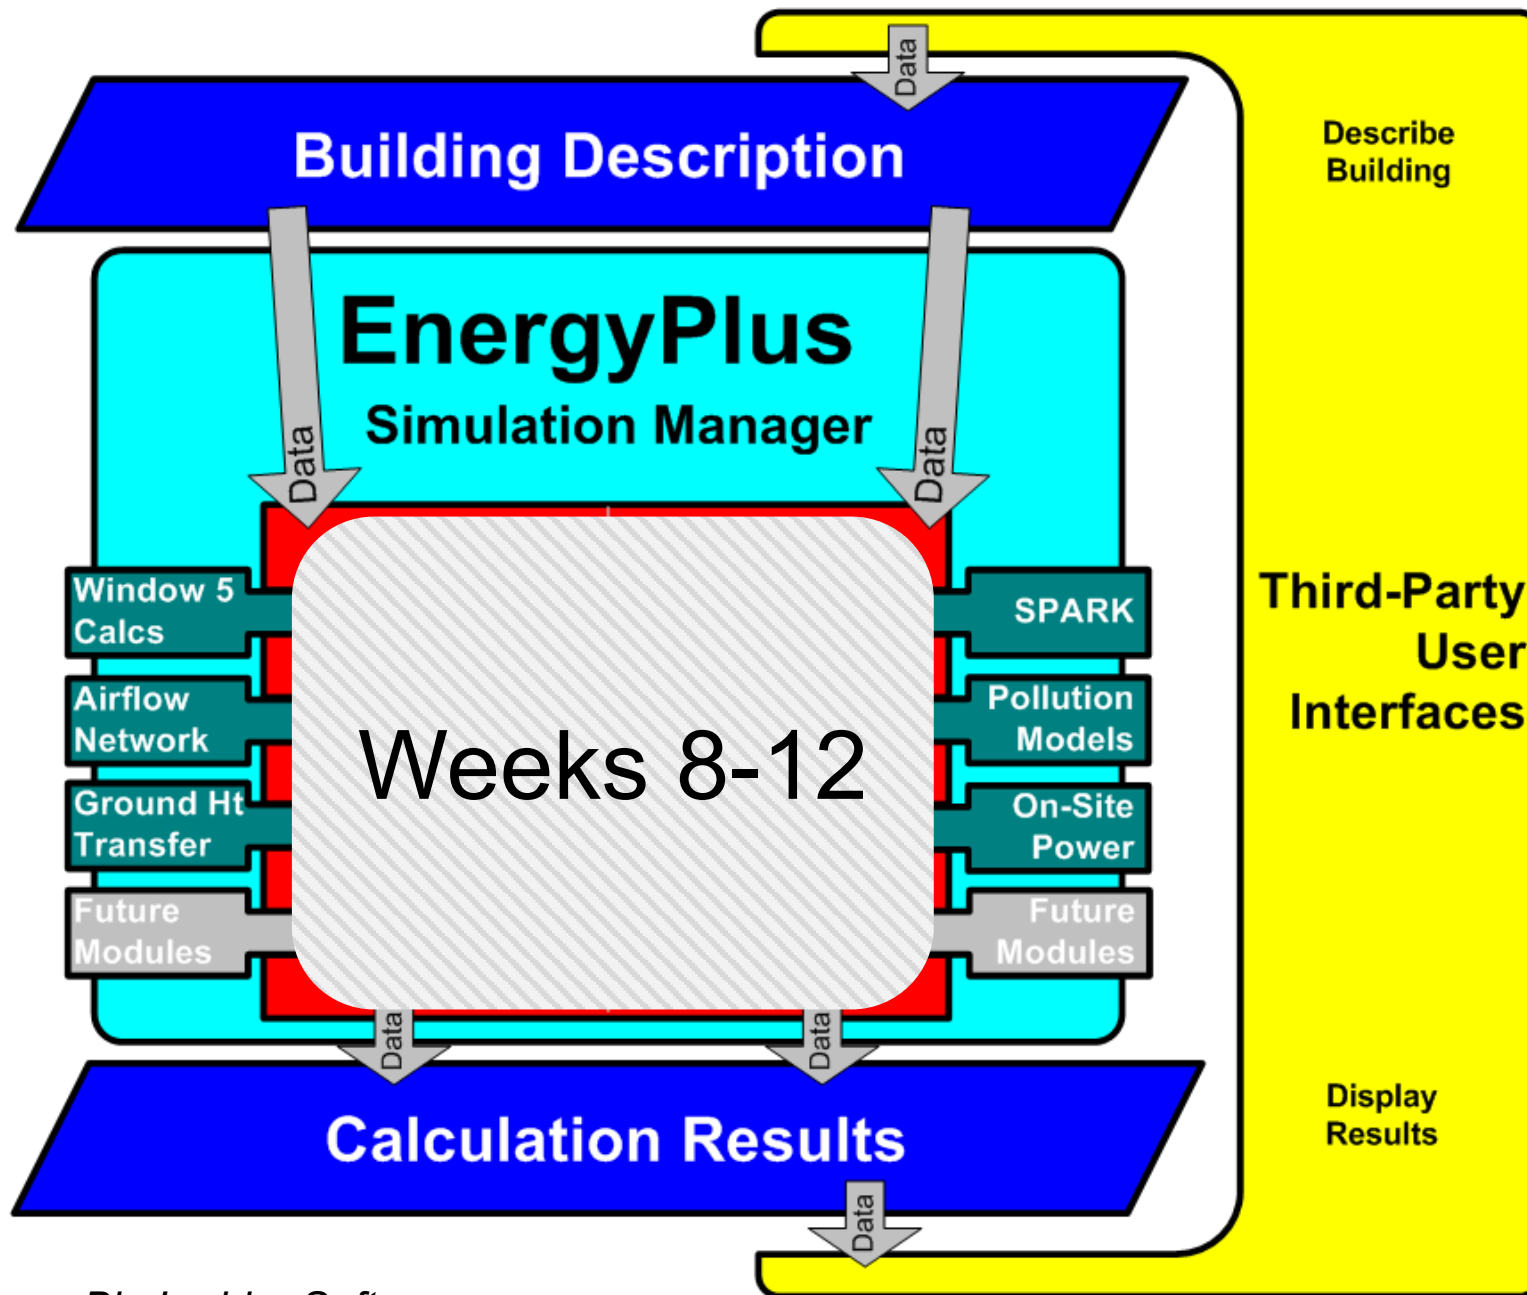 Data
Building Description
Describe
Building
EnergyPlus
Simulation Manager
Data
Data
Window 5
Calcs
Airflow
Network
Ground Ht
Transfer
Future
Modules
Weeks 8-12
SPARK
Pollution
Models
On-Site
Power
Future
Modules
Third-Party
User
Interfaces
Data
Data
Calculation Results
Display
Results
Data